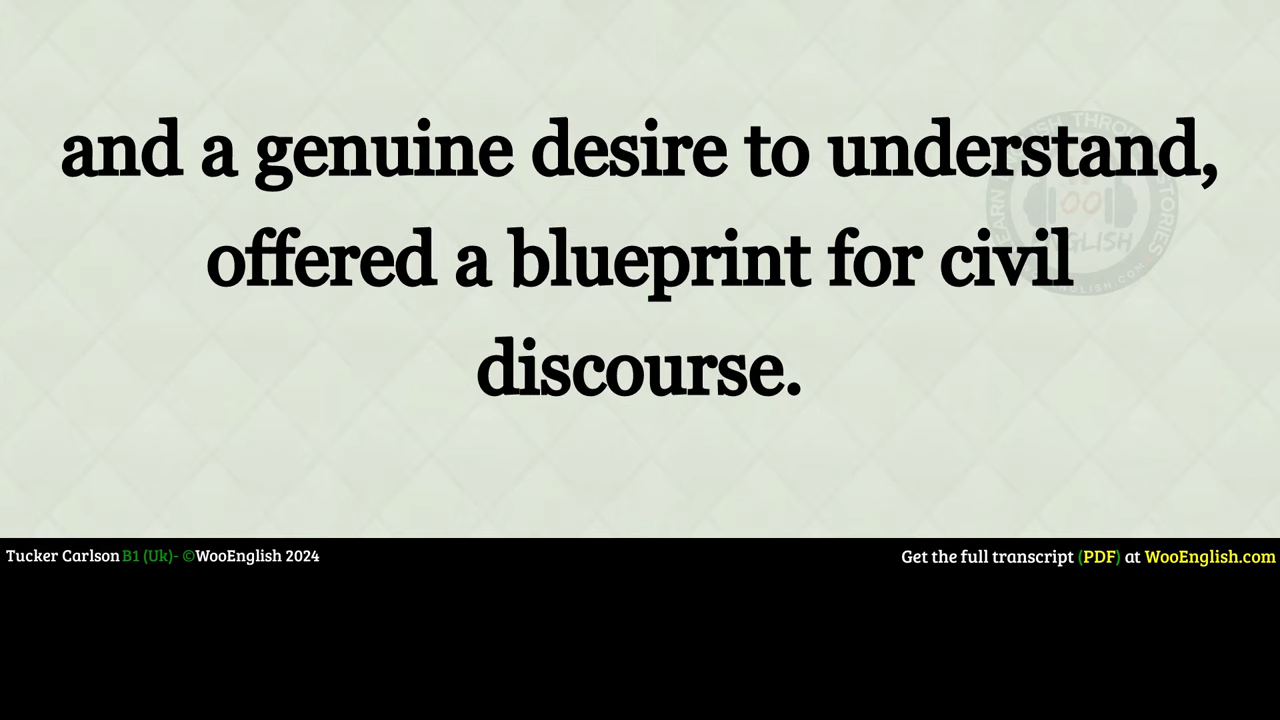 and a genuine desire to understand,
offered a blueprint for civil
discourse.
Tucker Carlson B1 (Uk)- ©WooEnglish 2024
Get the full transcript (PDF) at WooEnglish.com